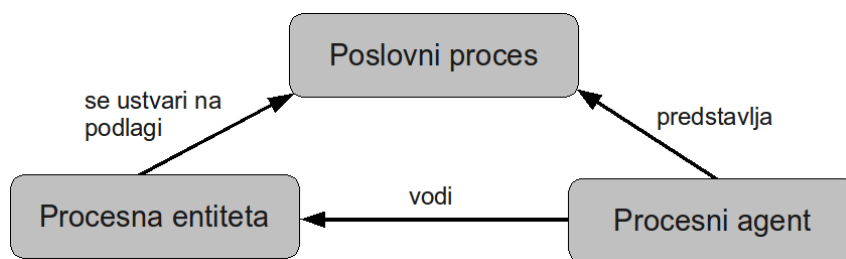 Poslovni proces
se ustvari na
podlagi
predstavlja
Procesna entiteta
vodi
Procesni agent